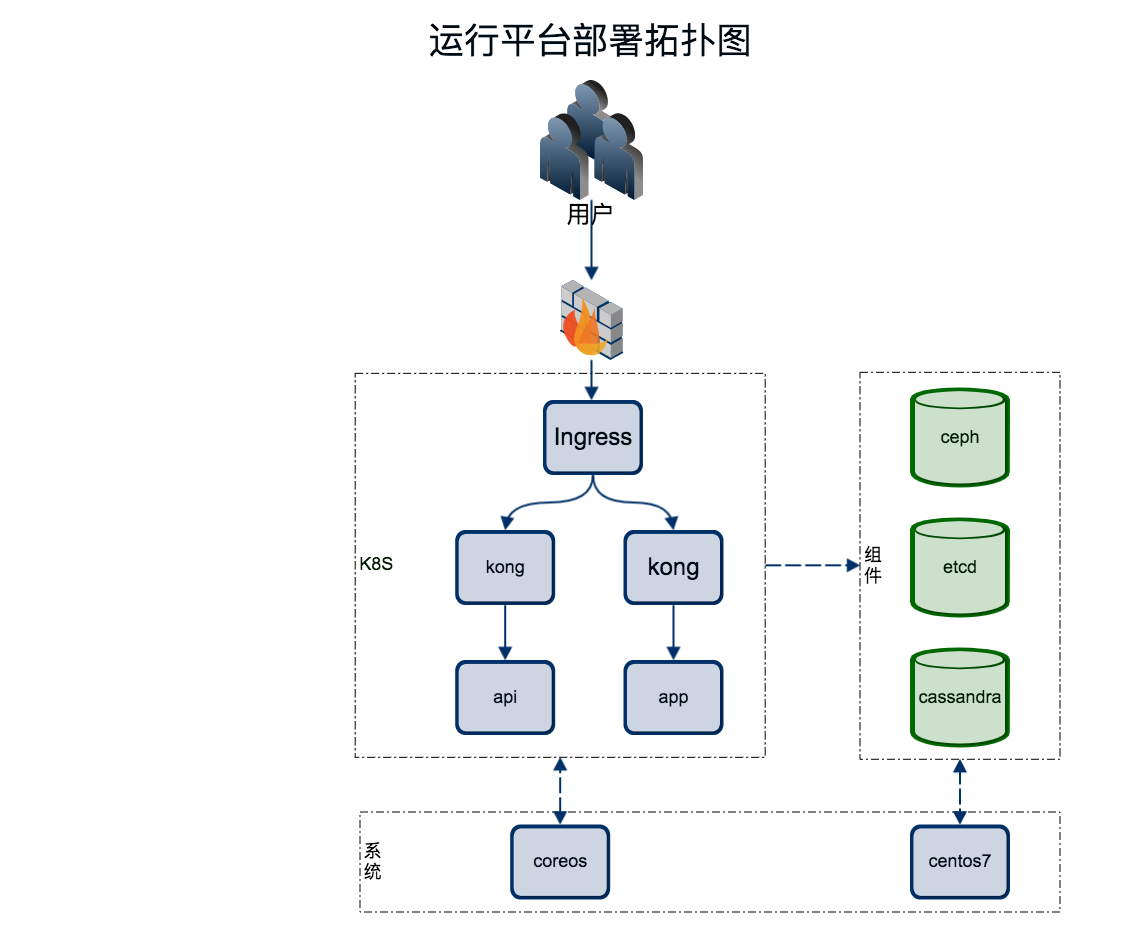 运行平台部署拓扑图
用户
Ingress
ceph
K8S
kong
kong
组
件
etcd
api
app
cassandra
系
统
coreos
centos7